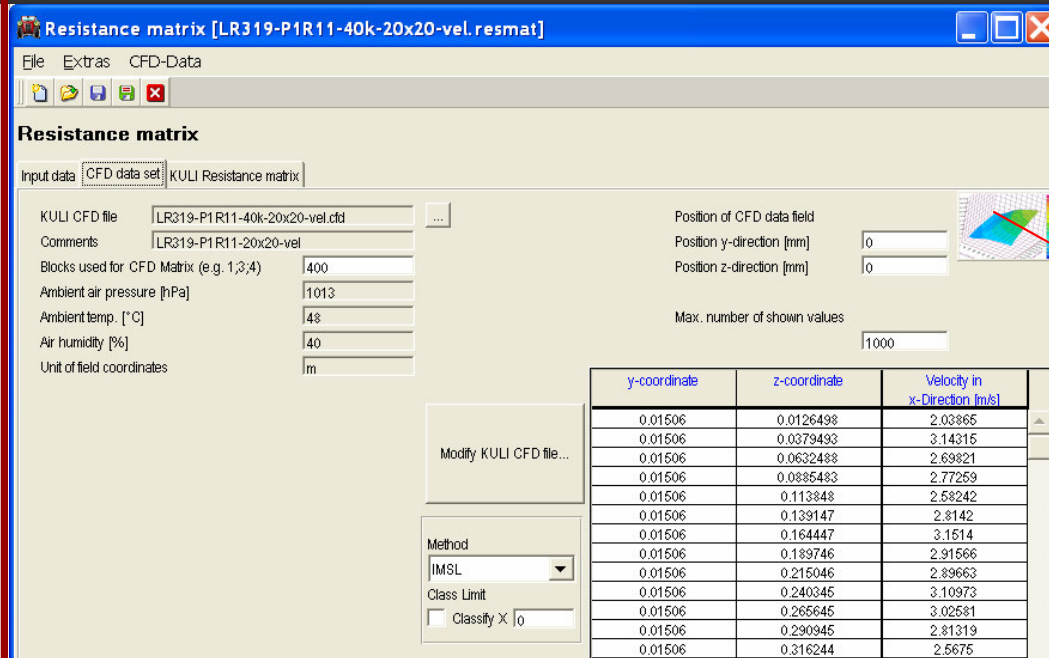 Resistance matrix [LR319-P1R11-40k-20x20-vel.resmat]
File Extras CFD-Data
Resistance matrix
Input data CFD data set KULI Resistance matrix
KULI CFD file LR319-P1R11-40k-20x20-vel.cfd ...
Comments LR319-P1R11-20x20-vel
Blocks used for CFD Matrix (e.g. 1;3;4) 400
Ambient air pressure [hPa] 1013
Ambient temp. [°C] 48
Air humidity [%] 40
Unit of field coordinates m
Position of CFD data field
Position y-direction [mm] 0
Position z-direction [mm] 0
Max. number of shown values
1000
Modify KULI CFD file...
Method
IMSL
Class Limit
Classify X 0
y-coordinate z-coordinate Velocity in
x-Direction [m/s]
0.01506 0.0126498 2.03865
0.01506 0.0379493 3.14315
0.01506 0.0632488 2.69821
0.01506 0.0885483 2.77259
0.01506 0.113848 2.58242
0.01506 0.139147 2.8142
0.01506 0.164447 3.1514
0.01506 0.189746 2.91566
0.01506 0.215046 2.89663
0.01506 0.240345 3.10973
0.01506 0.265645 3.02581
0.01506 0.290945 2.81319
0.01506 0.316244 2.5675